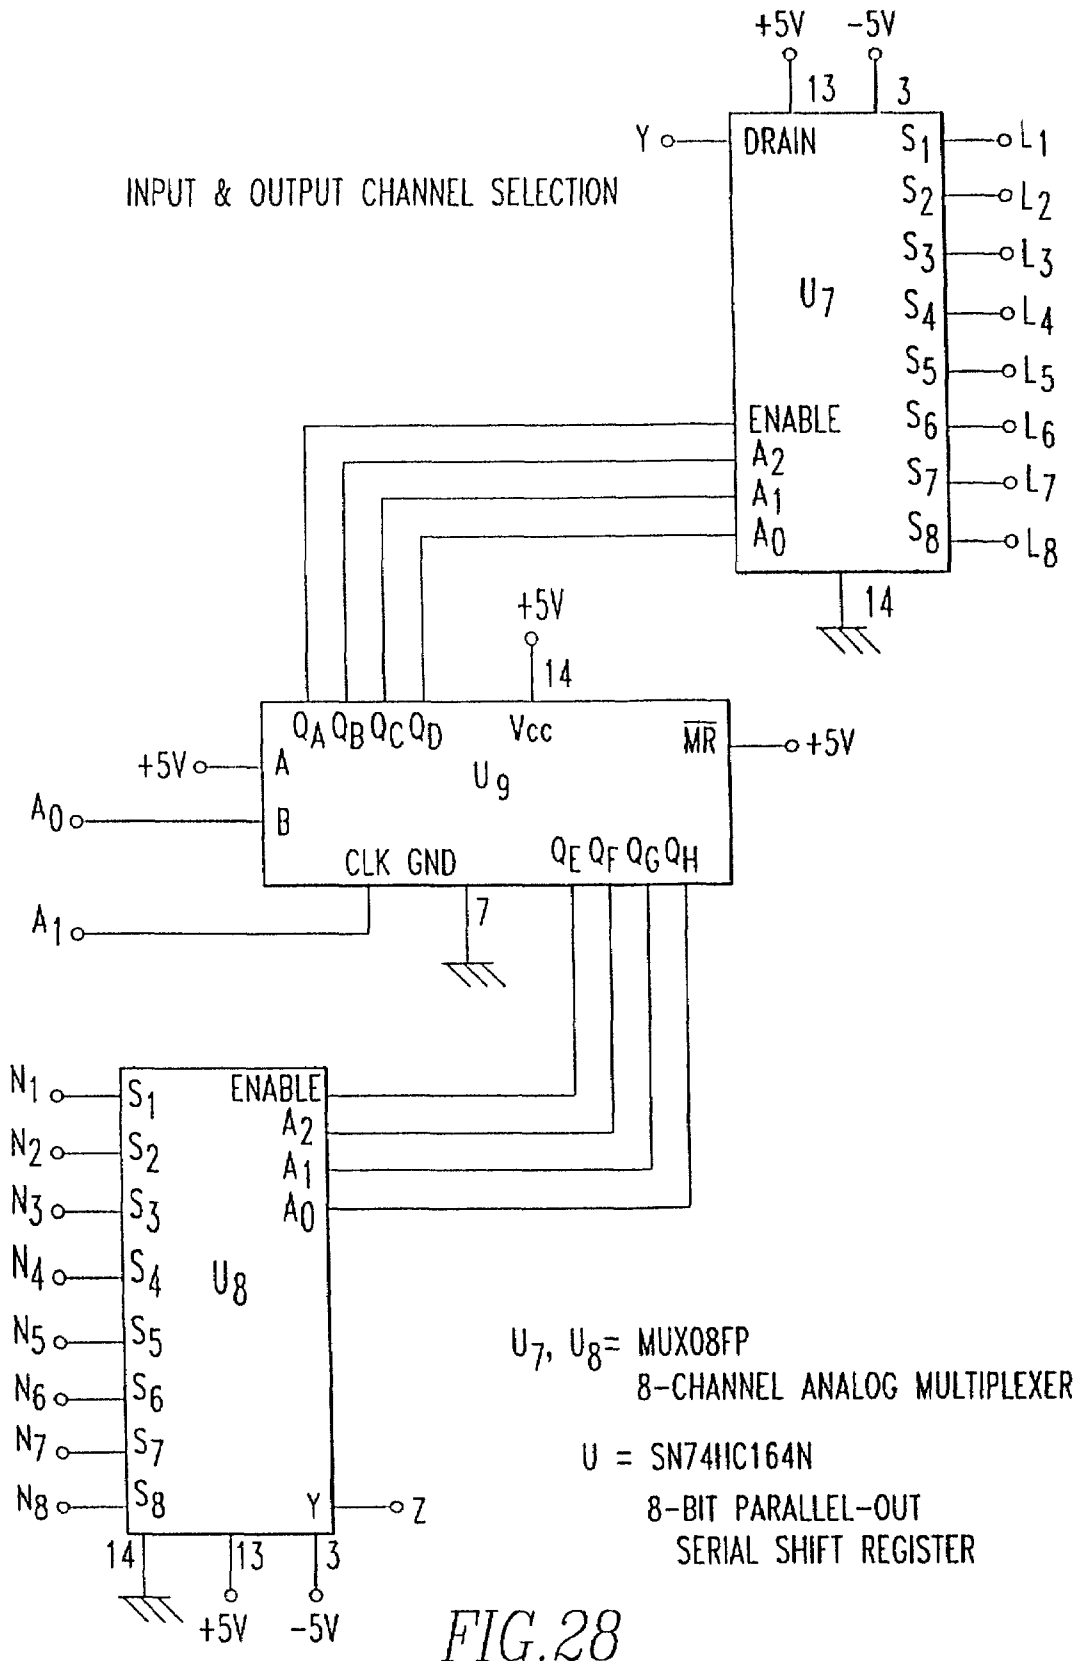 +5V -5V
13 3
Y DRAIN S1 L1
INPUT & OUTPUT CHANNEL SELECTION
S2 L2
S3 L3
U7
S4 L4
S5 L5
ENABLE S6 L6
A2
A1 S7 L7
A0 S8 L8
14
+5V
14
QA QB QC QD Vcc M̅R̅ +5V
+5V A U9
A0 B
CLK GND QE QF QG QH
7
A1
N1 S1 ENABLE
A2
N2 S2
A1
N3 S3 A0
N4 S4 U8
N5 S5
N6 S6
N7 S7
N8 S8 Y Z
14 13 3
+5V -5V
U7, U8= MUX08FP
8-CHANNEL ANALOG MULTIPLEXER
U = SN74HC164N
8-BIT PARALLEL-OUT
SERIAL SHIFT REGISTER
FIG.28